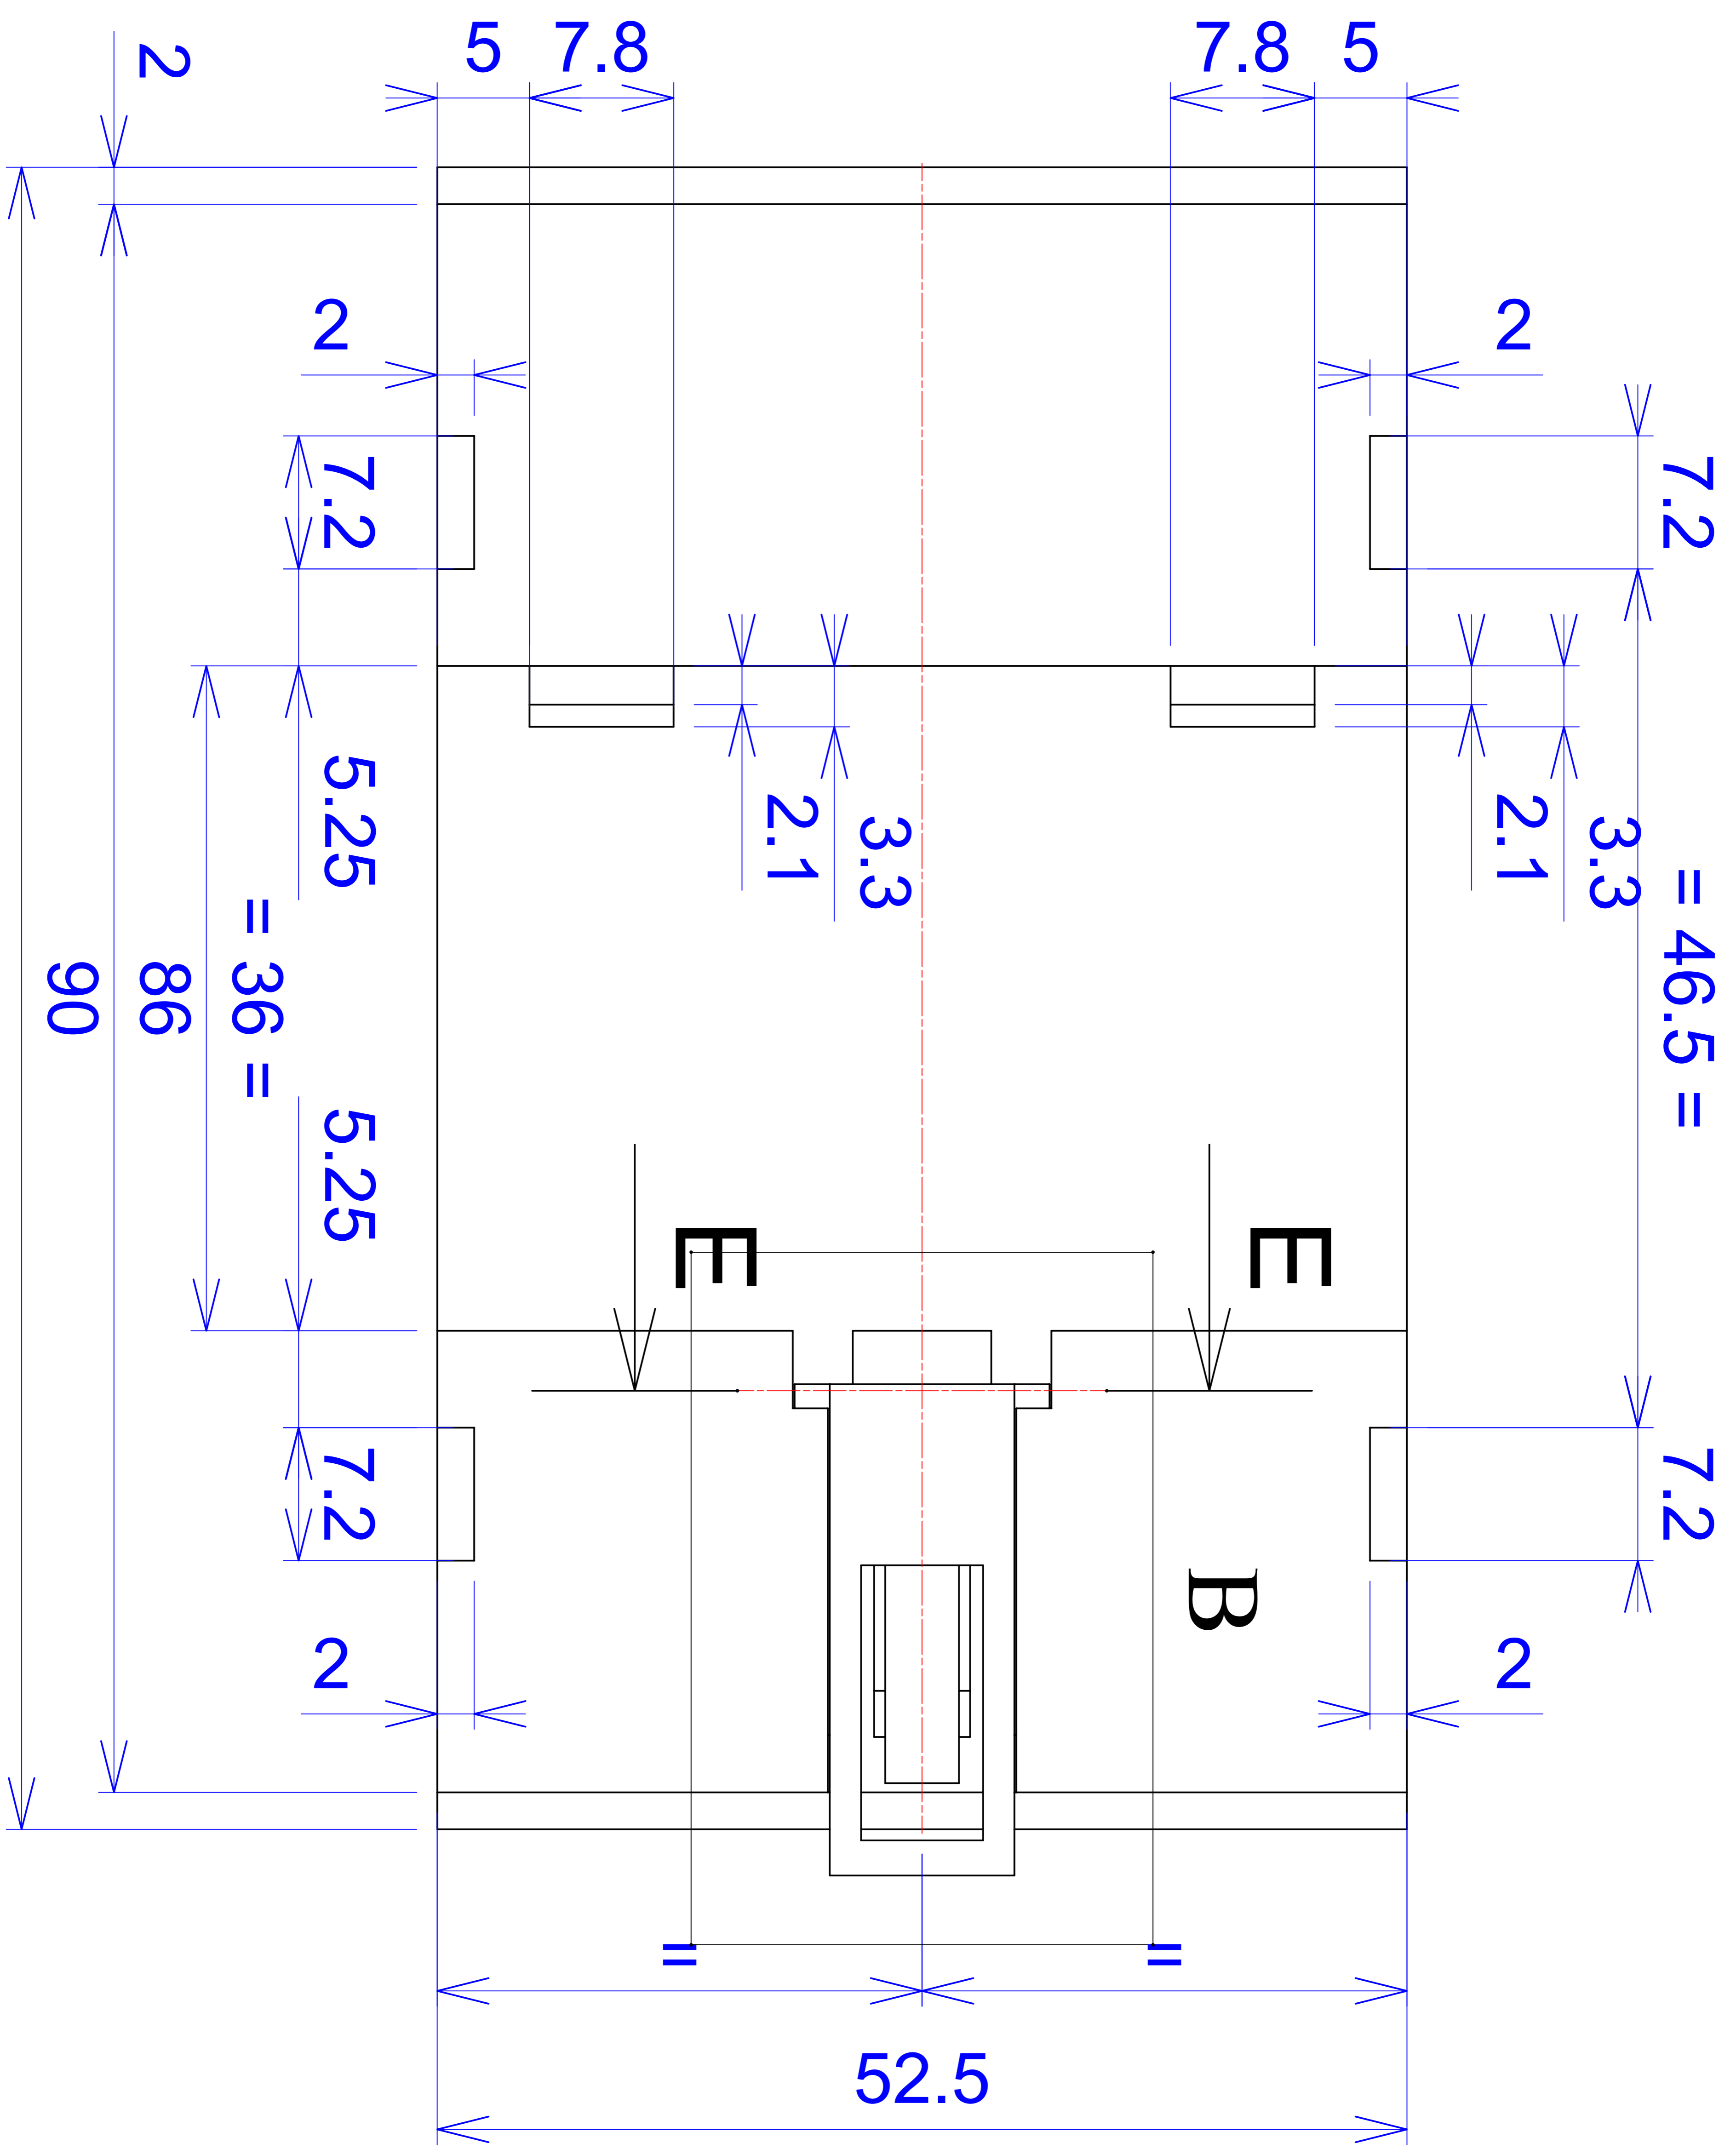 5 7.8 7.8 5
2
2 2
7.2 7.2
5.25 2.1 3.3 2.1 3.3
= 46.5 =
= 36 =
86
90
5.25
E E
7.2 7.2
B
2 2
= =
52.5